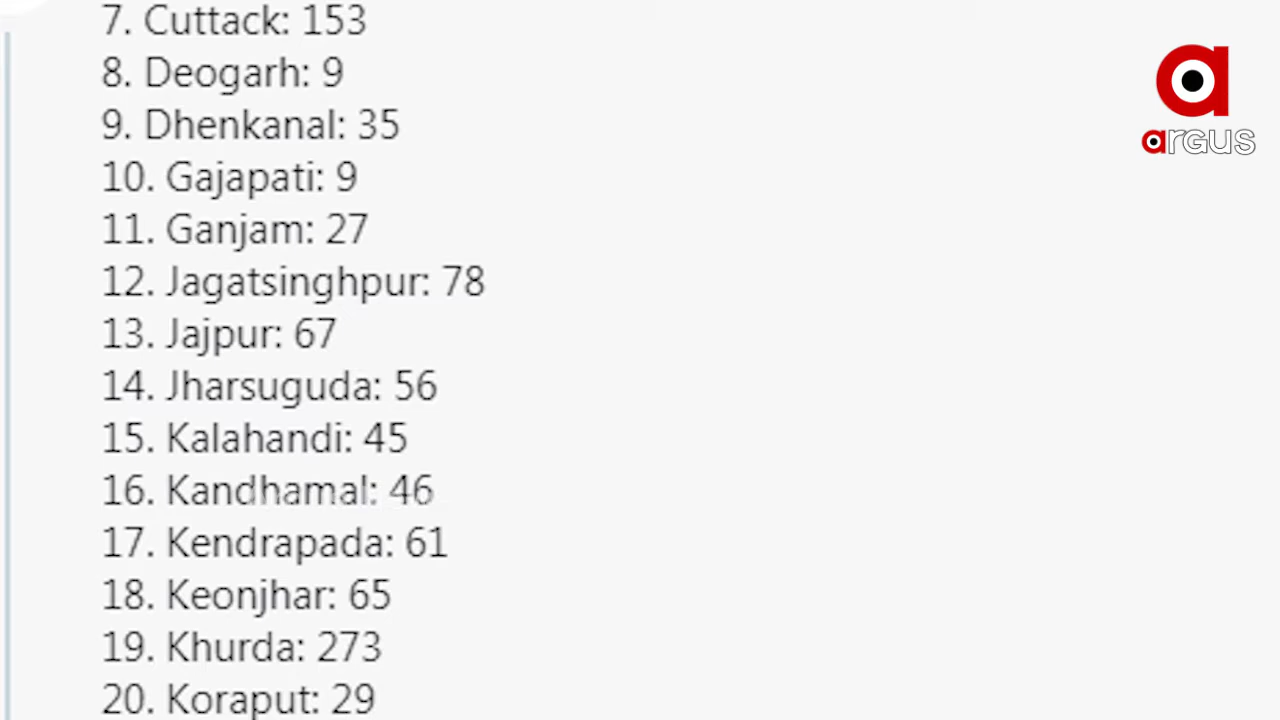 7. Cuttack: 153
8. Deogarh: 9
9. Dhenkanal: 35
10. Gajapati: 9
11. Ganjam: 27
12. Jagatsinghpur: 78
13. Jajpur: 67
14. Jharsuguda: 56
15. Kalahandi: 45
16. Kandhamal: 46
17. Kendrapada: 61
18. Keonjhar: 65
19. Khurda: 273
20. Koraput: 29
a
argus